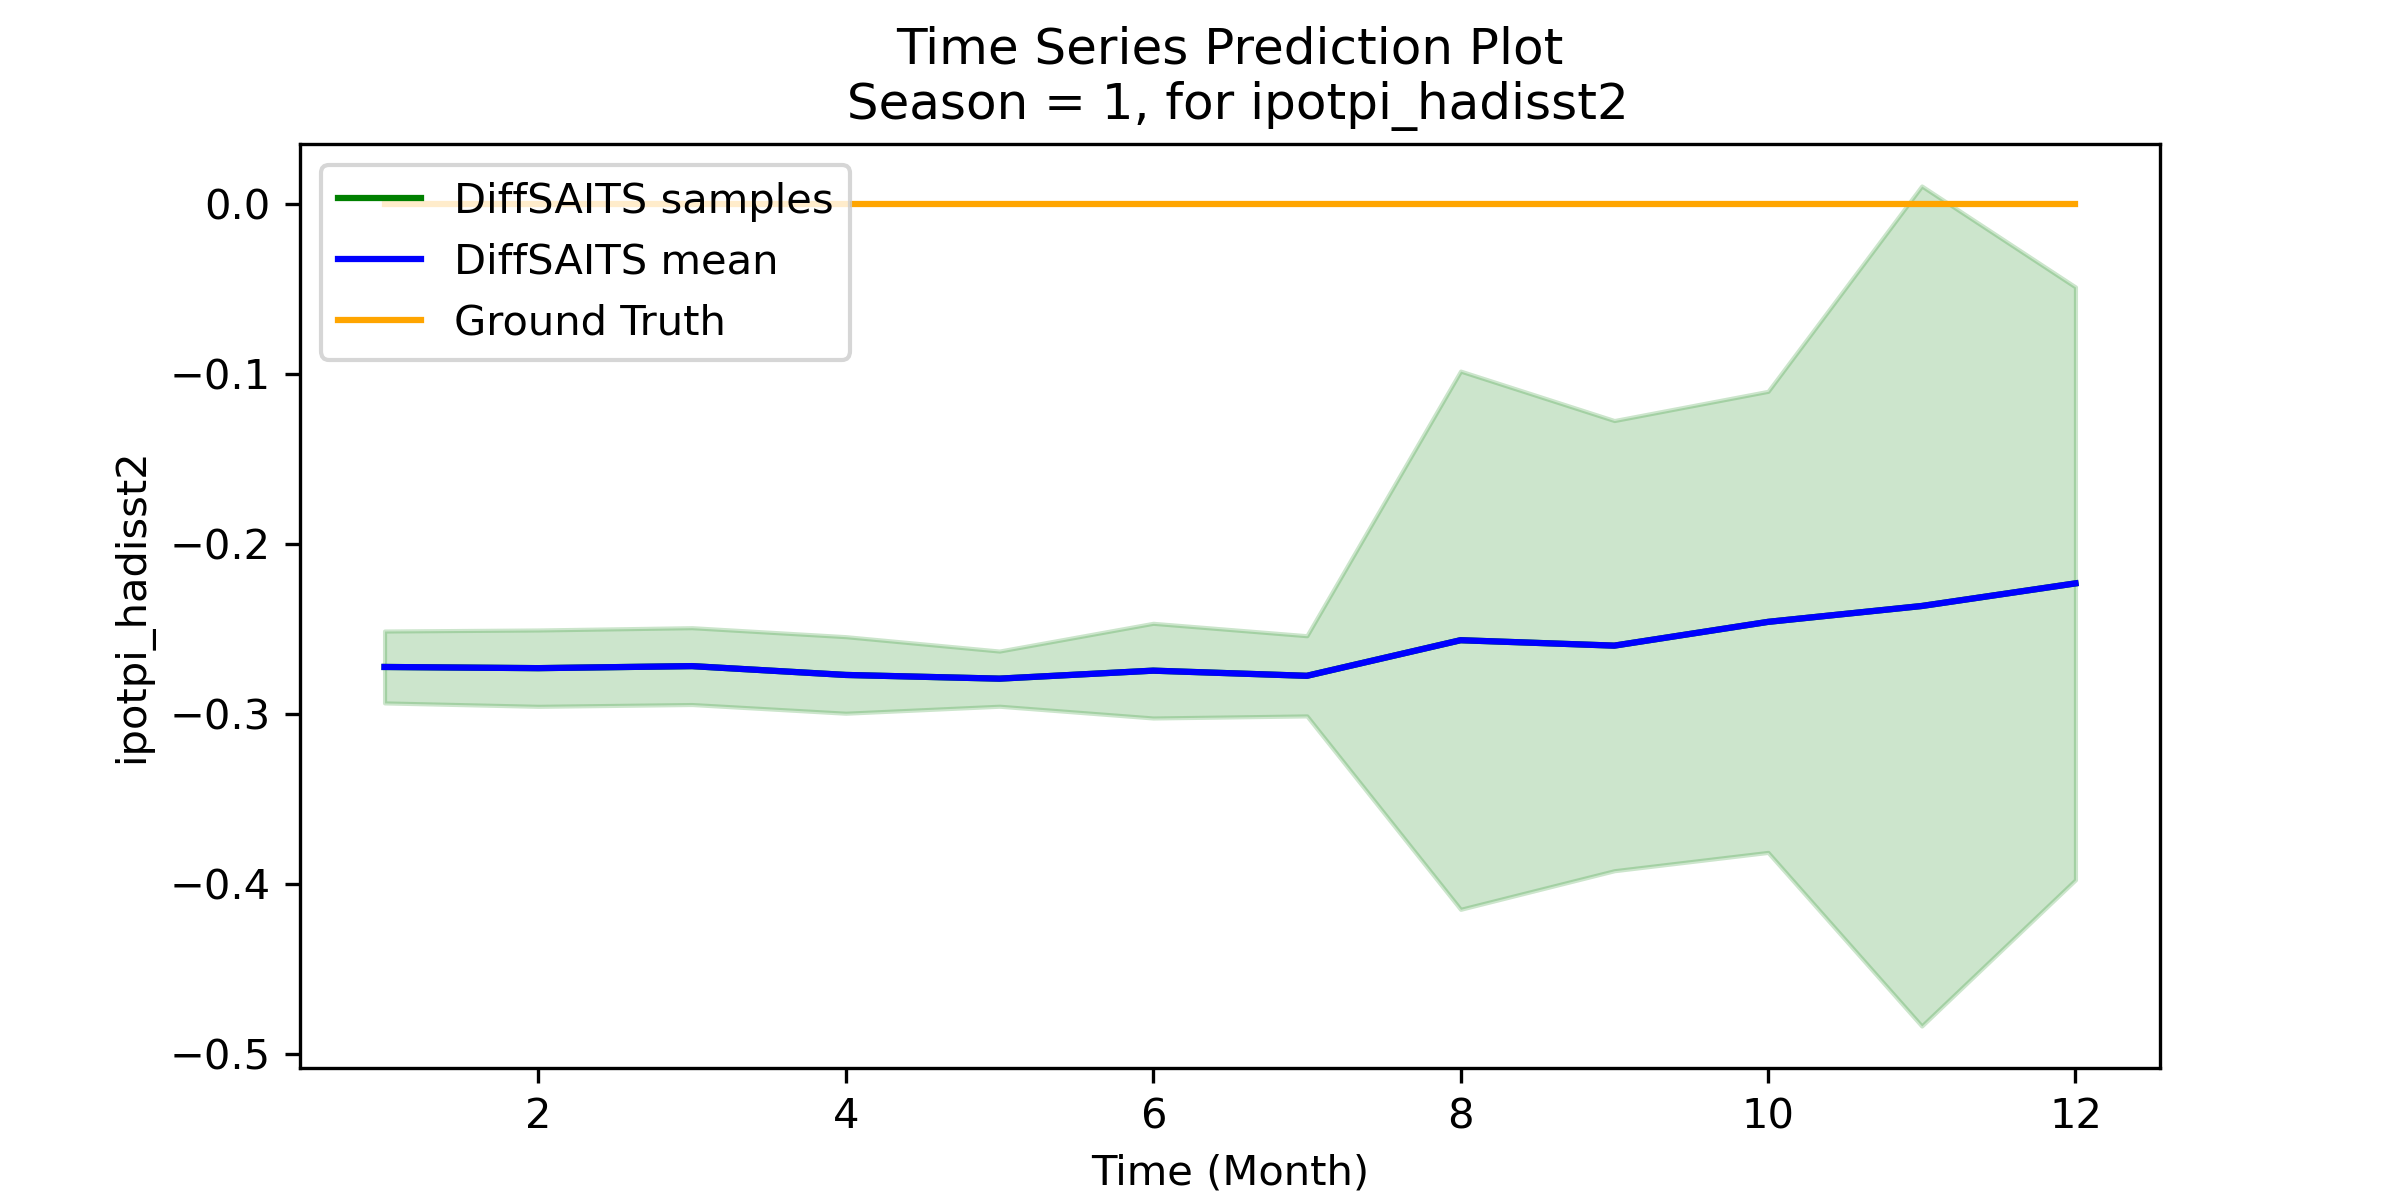 Time Series Prediction Plot
Season = 1, for ipotpi_hadisst2
DiffSAITS samples
DiffSAITS mean
Ground Truth
ipotpi_hadisst2
0.0
−0.1
−0.2
−0.3
−0.4
−0.5
2 4 6 8 10 12
Time (Month)